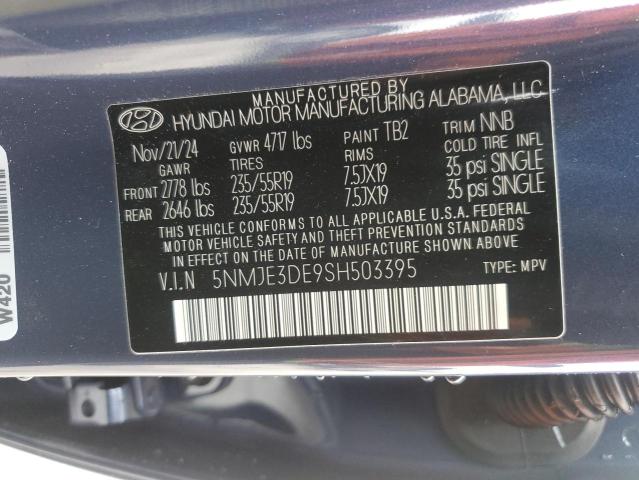 MANUFACTURED BY
HYUNDAI MOTOR MANUFACTURING ALABAMA, LLC
Nov/21/24 GVWR 4717 lbs PAINT TB2 TRIM NNB
GAWR TIRES RIMS COLD TIRE INFL
FRONT 2778 lbs 235/55R19 7.5JX19 35 psi SINGLE
REAR 2646 lbs 235/55R19 7.5JX19 35 psi SINGLE
THIS VEHICLE CONFORMS TO ALL APPLICABLE U.S.A. FEDERAL
MOTOR VEHICLE SAFETY AND THEFT PREVENTION STANDARDS
IN EFFECT ON THE DATE OF MANUFACTURE SHOWN ABOVE.
V.I.N 5NMJE3DE9SH503395 TYPE: MPV
W420